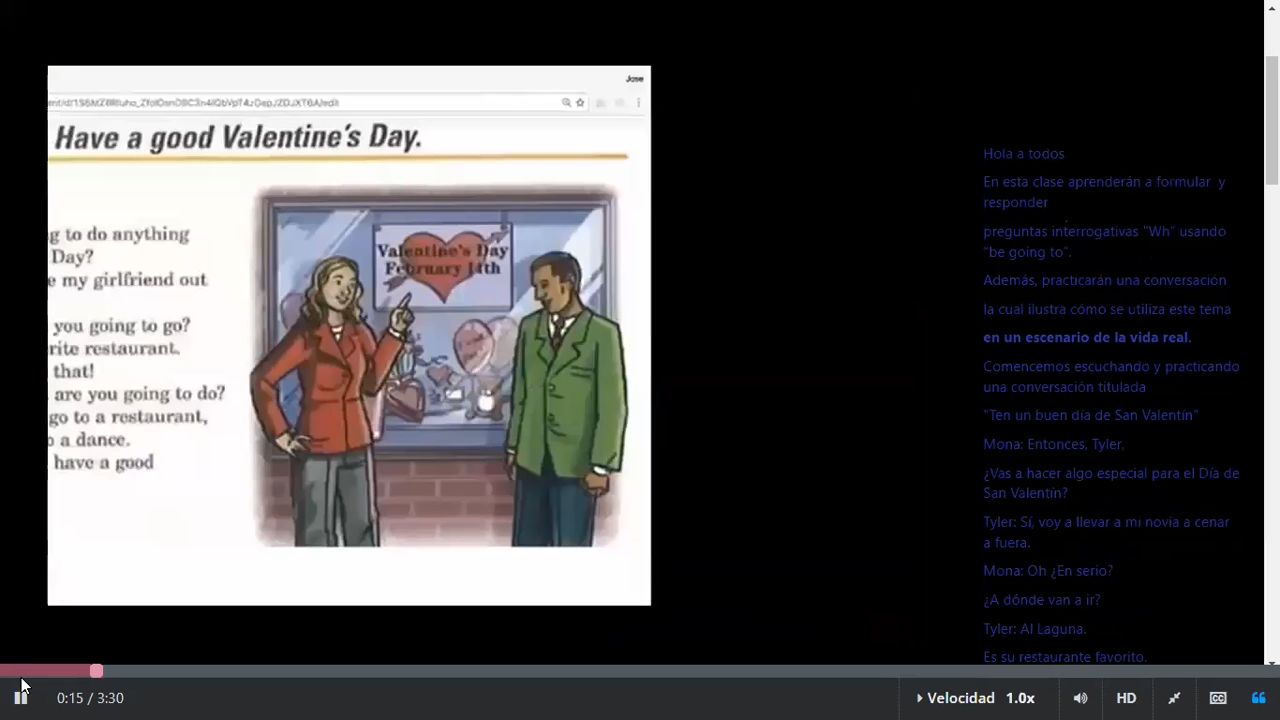 Jose
Have a good Valentine's Day.
g to do anything
Day?
e my girlfriend out
you going to go?
rite restaurant.
that!
are you going to do?
go to a restaurant,
o a dance.
have a good
Valentine's Day
February 14th
Hola a todos
En esta clase aprenderán a formular y
responder
preguntas interrogativas "Wh" usando
"be going to".
Además, practicarán una conversación
la cual ilustra cómo se utiliza este tema
en un escenario de la vida real.
Comencemos escuchando y practicando
una conversación titulada
"Ten un buen día de San Valentín"
Mona: Entonces, Tyler,
¿Vas a hacer algo especial para el Día de
San Valentín?
Tyler: Sí, voy a llevar a mi novia a cenar
a fuera.
Mona: Oh ¿En serio?
¿A dónde van a ir?
Tyler: Al Laguna.
Es su restaurante favorito.
0:15 / 3:30
Velocidad 1.0x
HD
CC